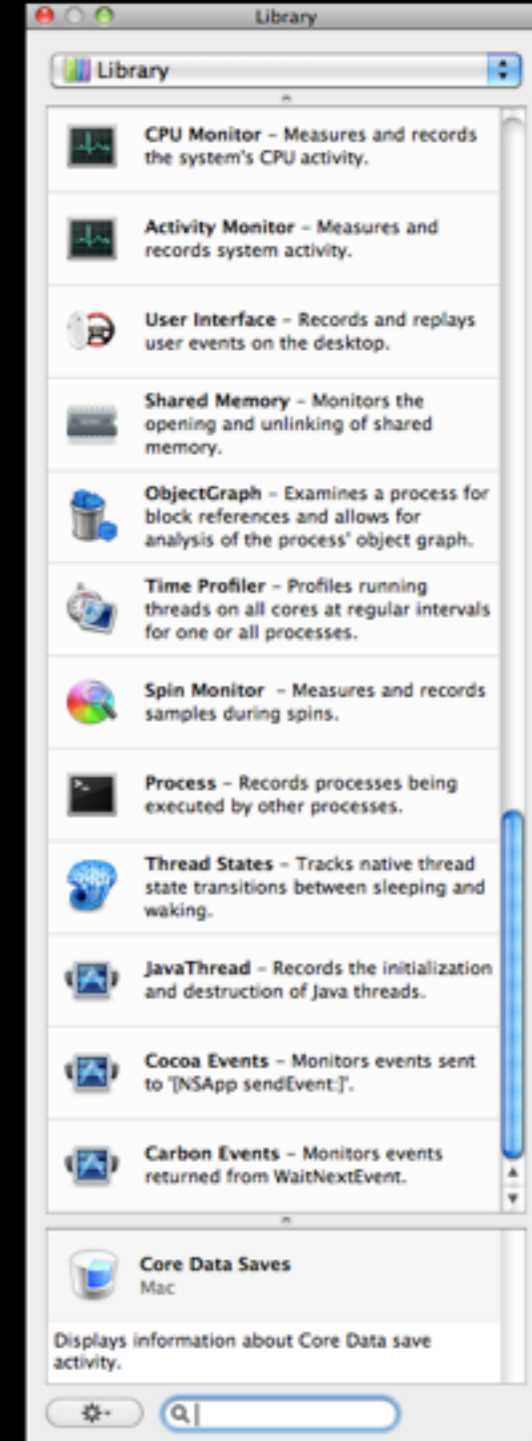 Library
Library
CPU Monitor – Measures and records
the system's CPU activity.
Activity Monitor – Measures and
records system activity.
User Interface – Records and replays
user events on the desktop.
Shared Memory – Monitors the
opening and unlinking of shared
memory.
ObjectGraph – Examines a process for
block references and allows for
analysis of the process' object graph.
Time Profiler – Profiles running
threads on all cores at regular intervals
for one or all processes.
Spin Monitor – Measures and records
samples during spins.
Process – Records processes being
executed by other processes.
Thread States – Tracks native thread
state transitions between sleeping and
waking.
JavaThread – Records the initialization
and destruction of Java threads.
Cocoa Events – Monitors events sent
to '[NSApp sendEvent:]'.
Carbon Events – Monitors events
returned from WaitNextEvent.
Core Data Saves
Mac
Displays information about Core Data save
activity.